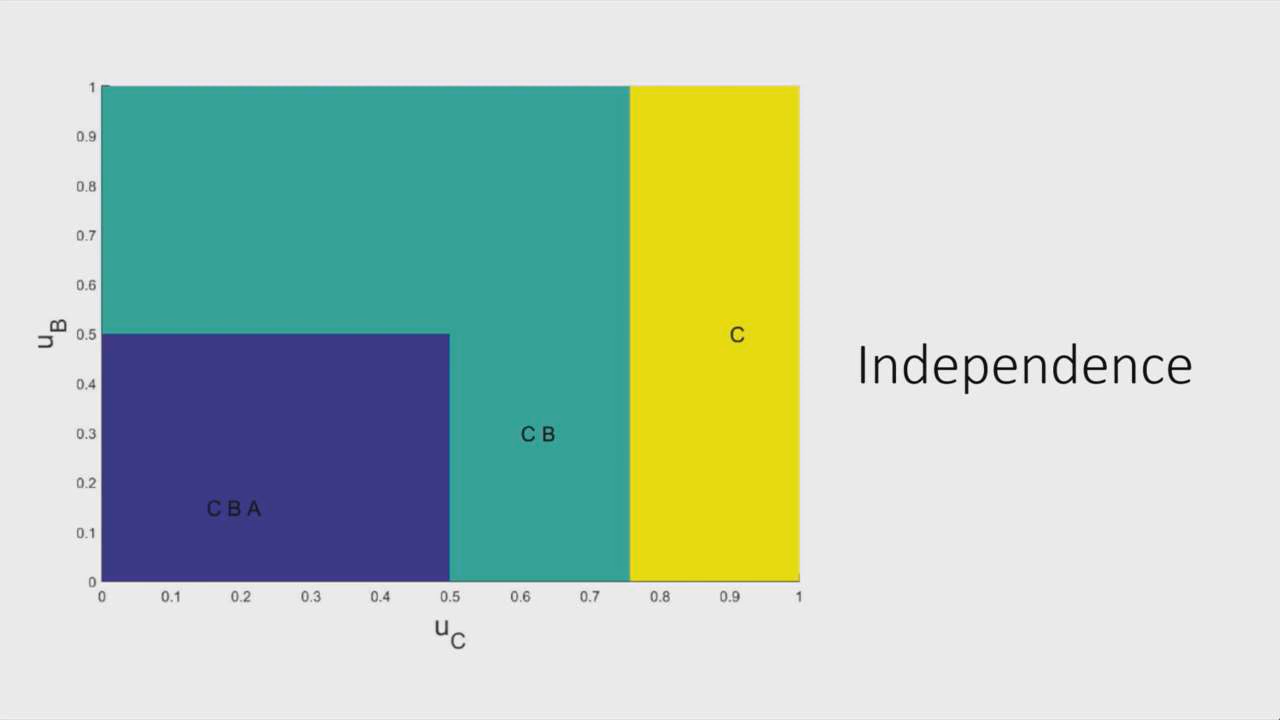 1
0.9
0.8
0.7
0.6
0.5
0.4
0.3
0.2
0.1
0
u_B
C
C B
C B A
0 0.1 0.2 0.3 0.4 0.5 0.6 0.7 0.8 0.9 1
u_C
Independence